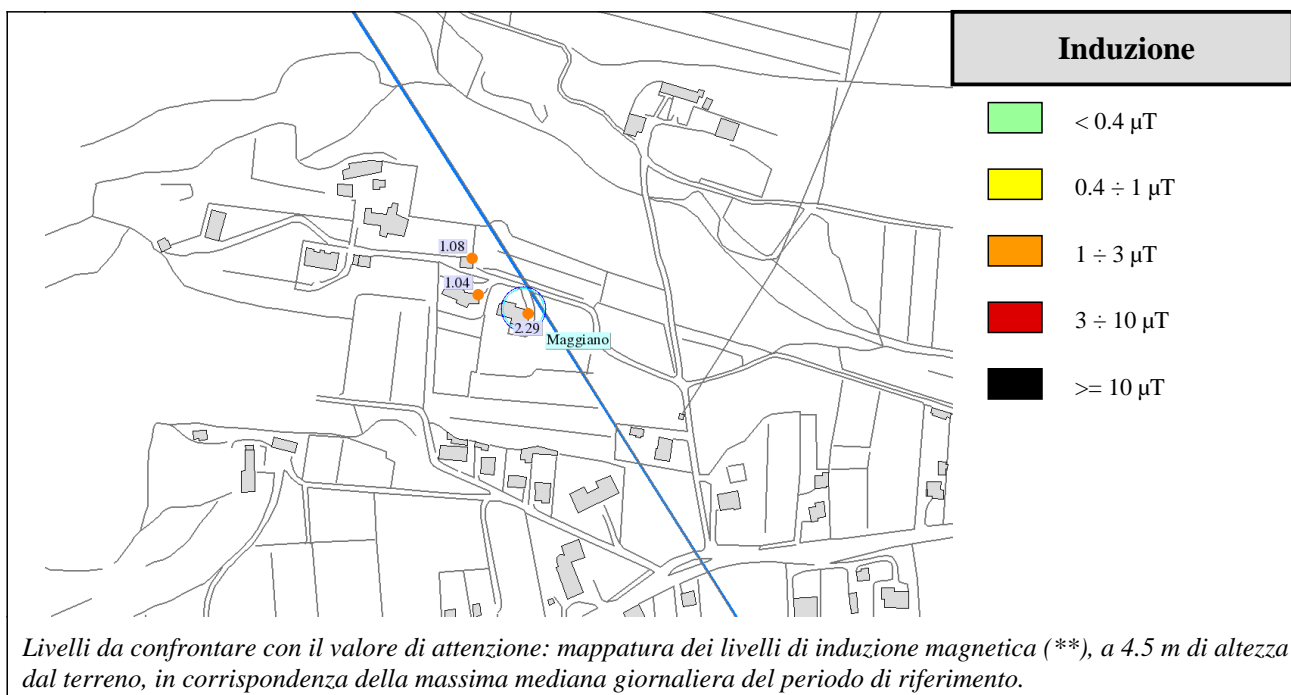 Induzione
< 0.4 µT
0.4 ÷ 1 µT
1 ÷ 3 µT
3 ÷ 10 µT
>= 10 µT
1.08
1.04
2.29
Maggiano
Livelli da confrontare con il valore di attenzione: mappatura dei livelli di induzione magnetica (**), a 4.5 m di altezza
dal terreno, in corrispondenza della massima mediana giornaliera del periodo di riferimento.